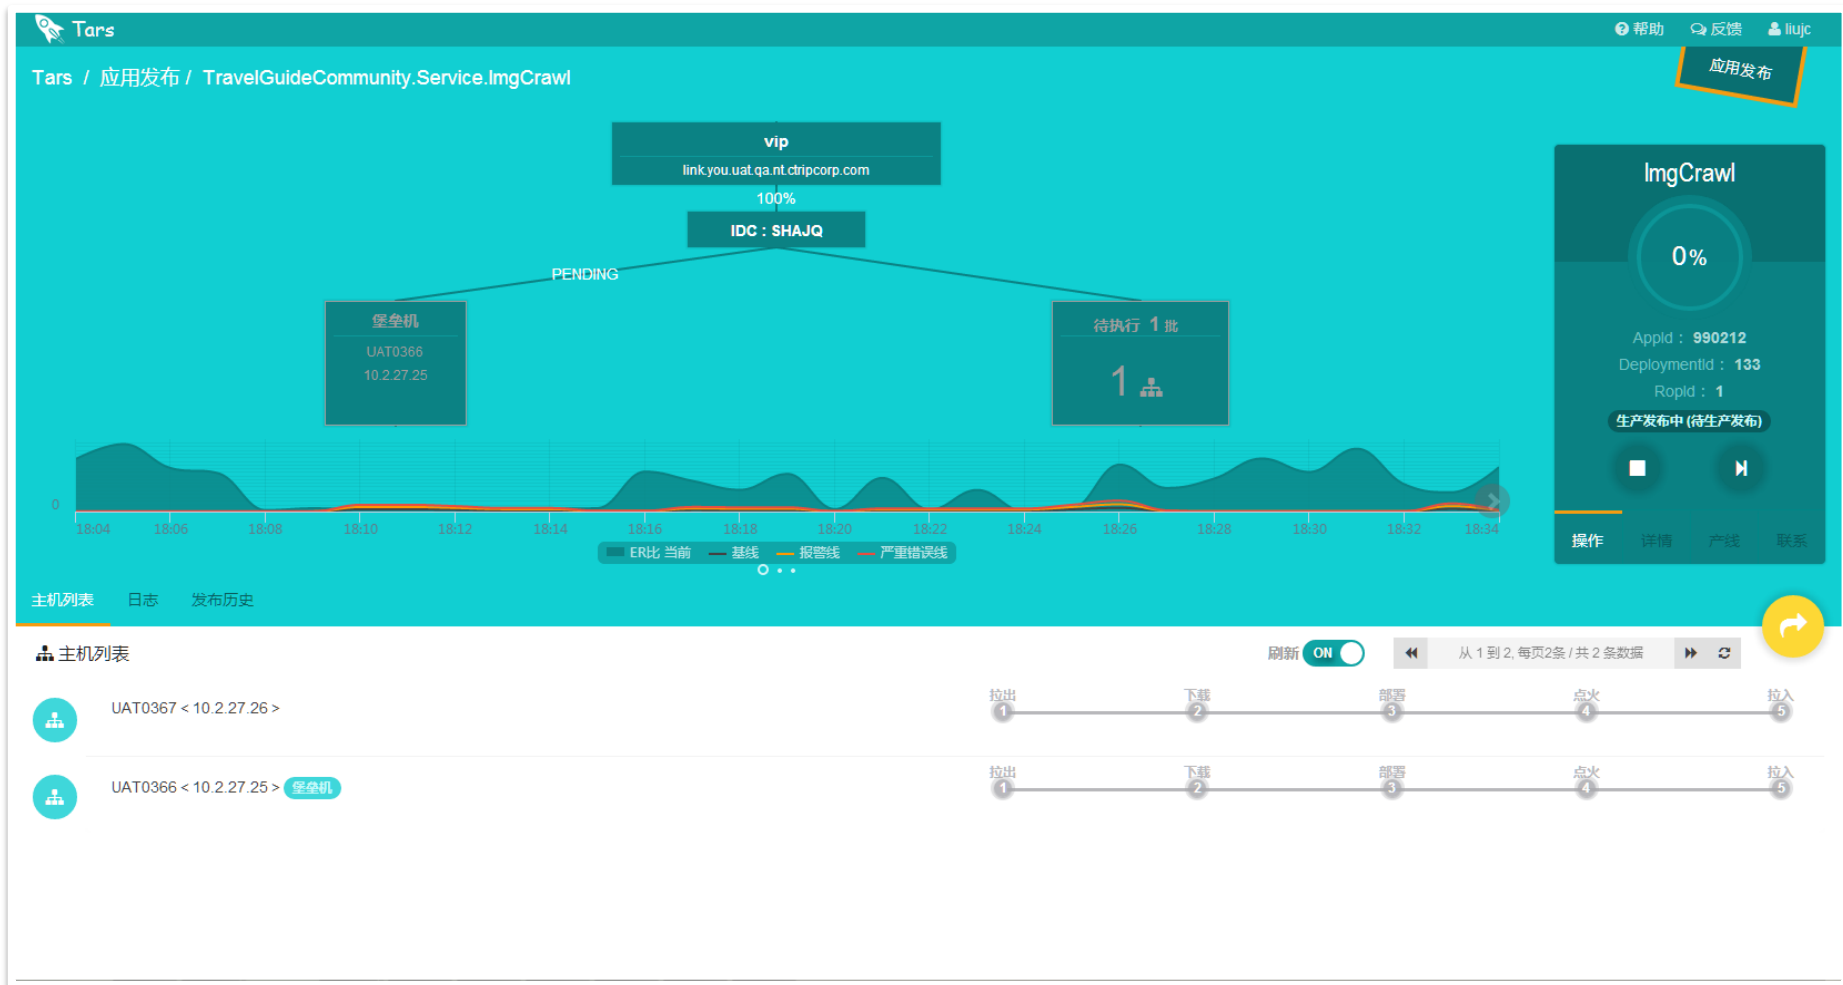 Tars
帮助 反馈 liujc
Tars / 应用发布 / TravelGuideCommunity.Service.ImgCrawl
应用发布
vip
link.you.uat.qa.nt.ctripcorp.com
100%
IDC : SHAJQ
PENDING
堡垒机
UAT0366
10.2.27.25
待执行 1 批
1
0
18:04 18:06 18:08 18:10 18:12 18:14 18:16 18:18 18:20 18:22 18:24 18:26 18:28 18:30 18:32 18:34
ER比 当前 基线 报警线 严重错误线
ImgCrawl
0%
AppId : 990212
DeploymentId : 133
RopId : 1
生产发布中 (待生产发布)
操作 详情 产线 联系
主机列表 日志 发布历史
主机列表
刷新 ON 从 1 到 2, 每页2条 / 共 2 条数据
UAT0367 < 10.2.27.26 >
拉出 下载 部署 点火 拉入
1 2 3 4 5
UAT0366 < 10.2.27.25 > 堡垒机
拉出 下载 部署 点火 拉入
1 2 3 4 5